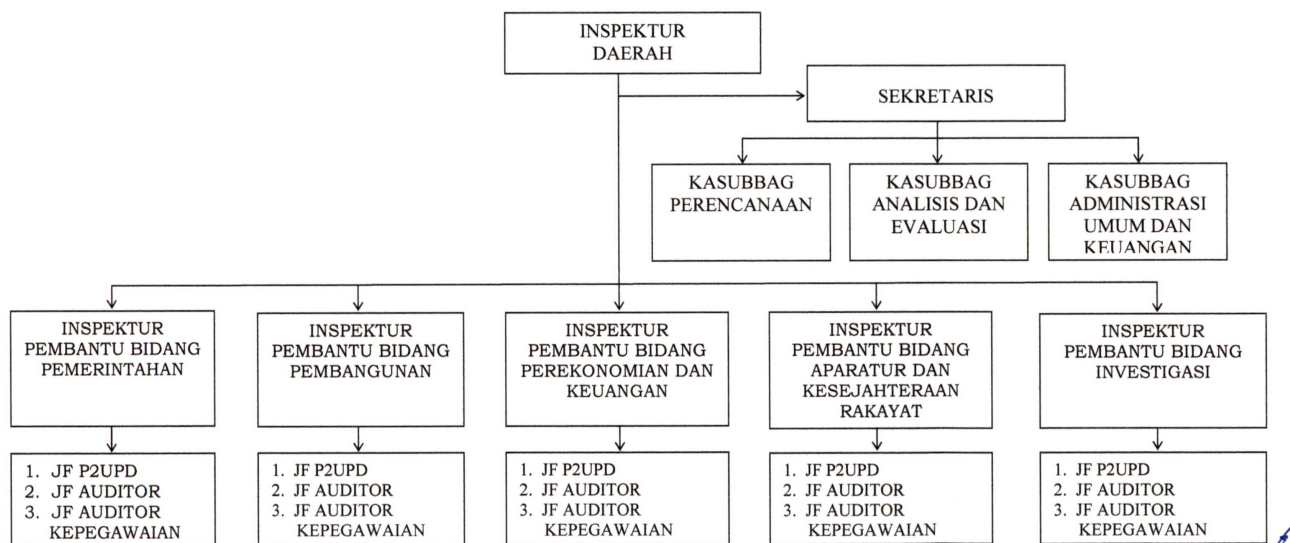 INSPEKTUR
DAERAH
SEKRETARIS
KASUBBAG
PERENCANAAN
KASUBBAG
ANALISIS DAN
EVALUASI
KASUBBAG
ADMINISTRASI
UMUM DAN
KEUANGAN
INSPEKTUR
PEMBANTU BIDANG
PEMERINTAHAN
INSPEKTUR
PEMBANTU BIDANG
PEMBANGUNAN
INSPEKTUR
PEMBANTU BIDANG
PEREKONOMIAN DAN
KEUANGAN
INSPEKTUR
PEMBANTU BIDANG
APARATUR DAN
KESEJAHTERAAN
RAKAYAT
INSPEKTUR
PEMBANTU BIDANG
INVESTIGASI
1. JF P2UPD
2. JF AUDITOR
3. JF AUDITOR
KEPEGAWAIAN
1. JF P2UPD
2. JF AUDITOR
3. JF AUDITOR
KEPEGAWAIAN
1. JF P2UPD
2. JF AUDITOR
3. JF AUDITOR
KEPEGAWAIAN
1. JF P2UPD
2. JF AUDITOR
3. JF AUDITOR
KEPEGAWAIAN
1. JF P2UPD
2. JF AUDITOR
3. JF AUDITOR
KEPEGAWAIAN